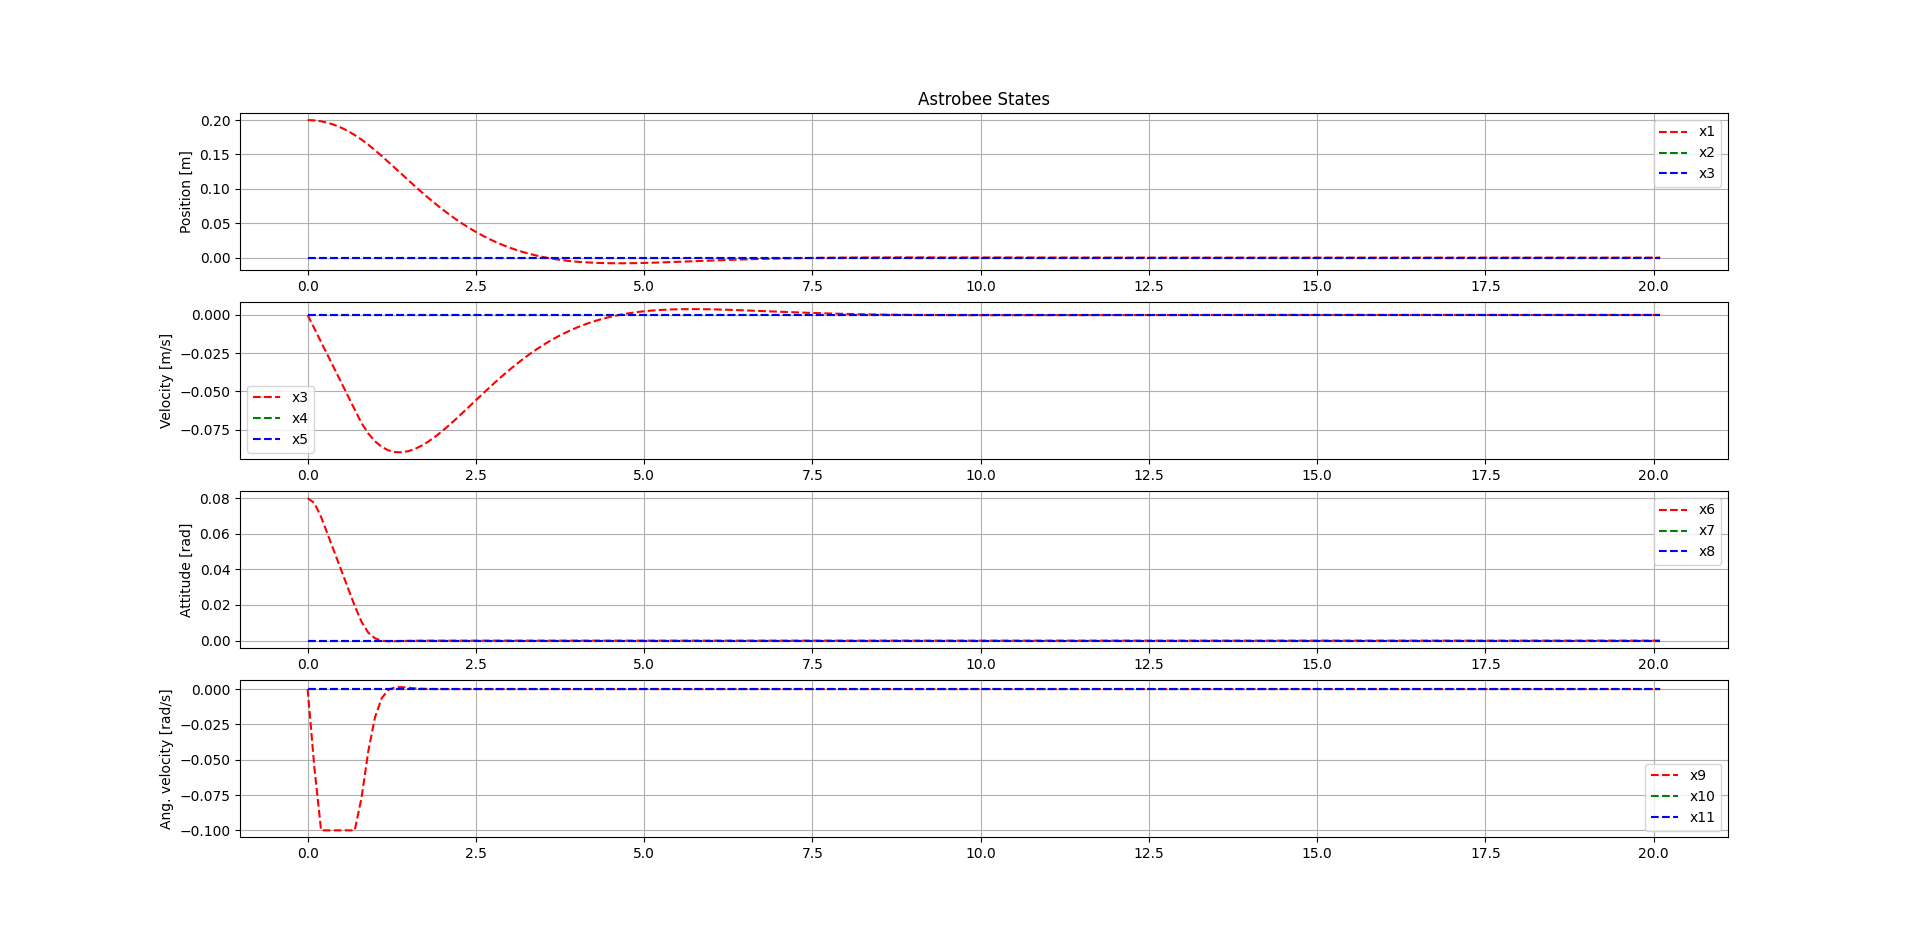 Astrobee States
Position [m]
0.20
0.15
0.10
0.05
0.00
x1
x2
x3
0.0 2.5 5.0 7.5 10.0 12.5 15.0 17.5 20.0
Velocity [m/s]
0.000
−0.025
−0.050
−0.075
x3
x4
x5
0.0 2.5 5.0 7.5 10.0 12.5 15.0 17.5 20.0
Attitude [rad]
0.08
0.06
0.04
0.02
0.00
x6
x7
x8
0.0 2.5 5.0 7.5 10.0 12.5 15.0 17.5 20.0
Ang. velocity [rad/s]
0.000
−0.025
−0.050
−0.075
−0.100
x9
x10
x11
0.0 2.5 5.0 7.5 10.0 12.5 15.0 17.5 20.0